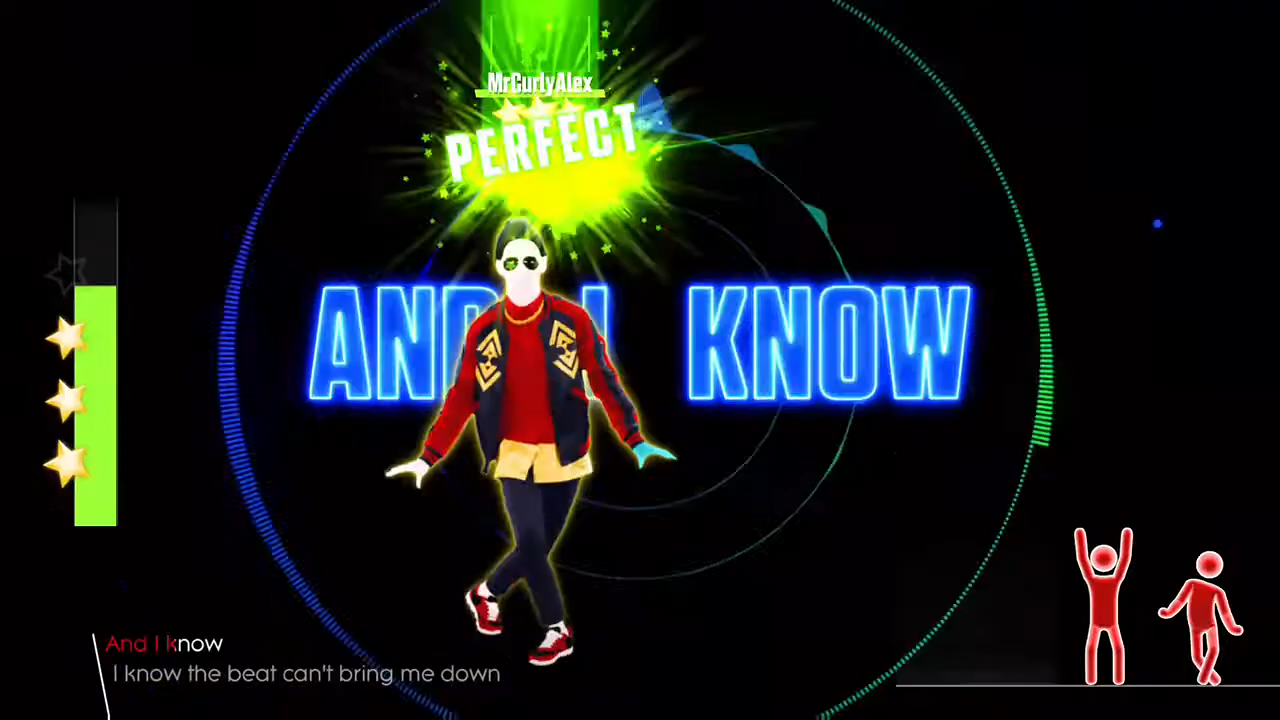 MrCurlyAlex
PERFECT
AND I KNOW
And I know
I know the beat can't bring me down